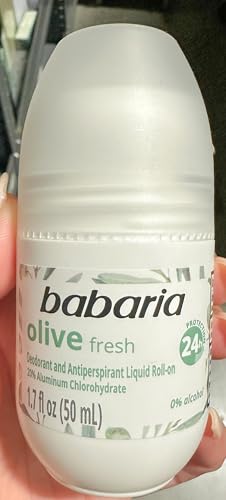 babaria
olive fresh
PROTECTION
24h
Deodorant and Antiperspirant Liquid Roll-on
20% Aluminum Chlorohydrate
1.7 fl oz (50 mL)
0% alcohol